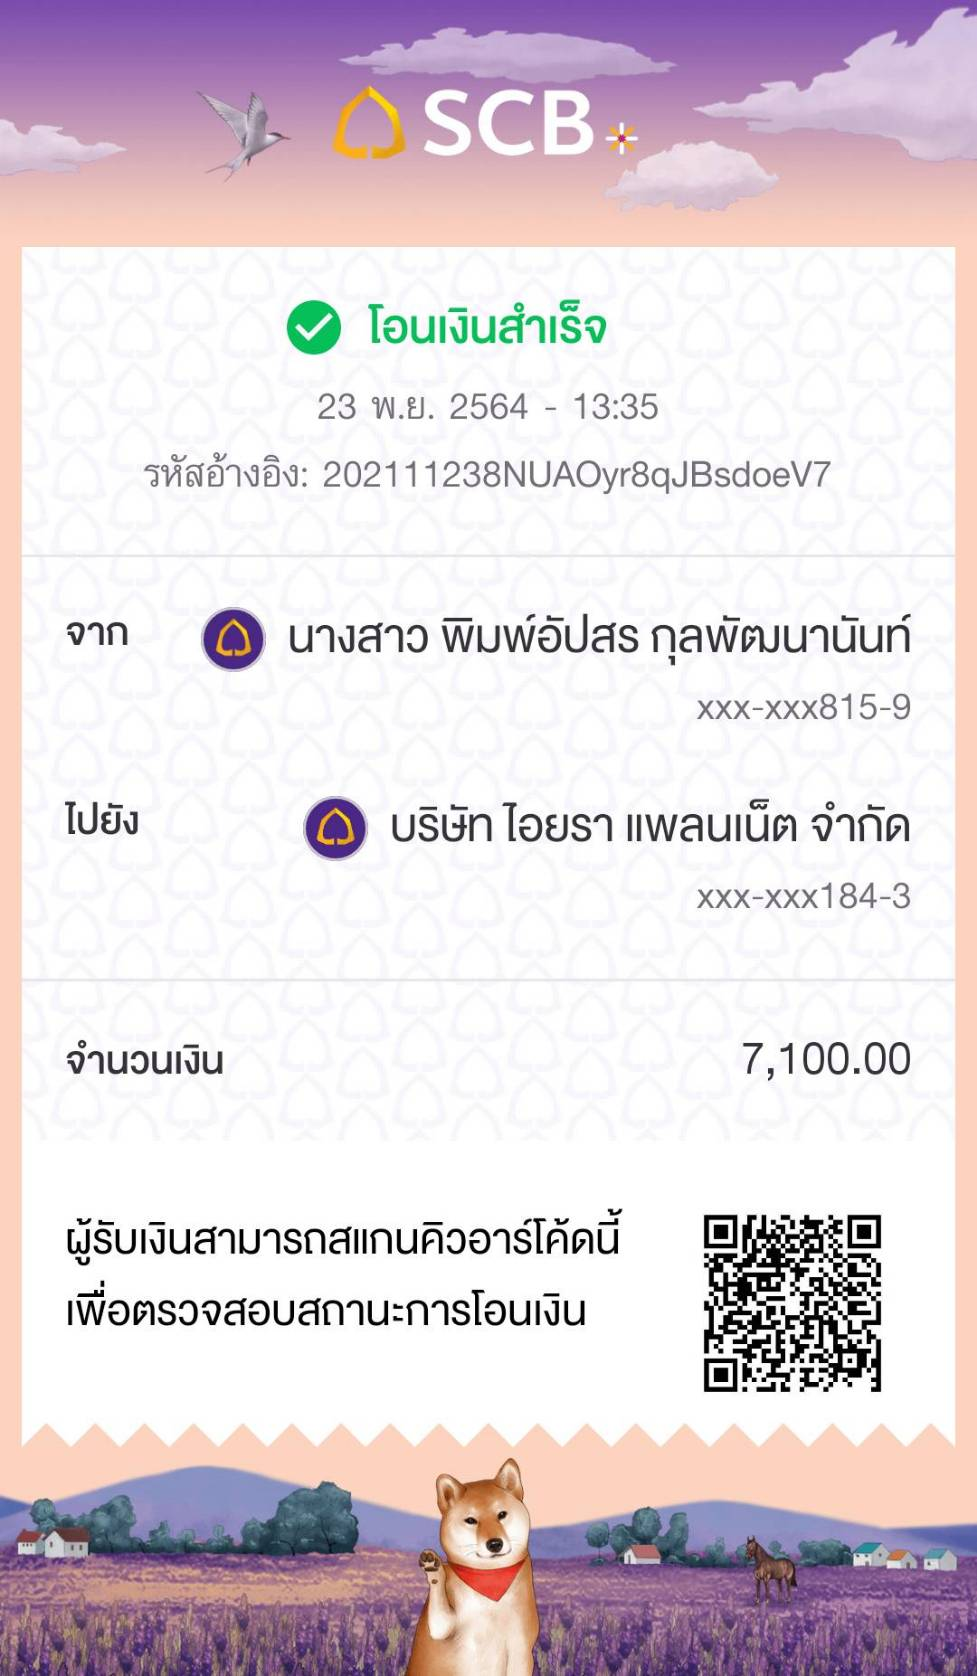 SCB
โอนเงินสำเร็จ
23 พ.ย. 2564 - 13:35
รหัสอ้างอิง: 202111238NUAOyr8qJBsdoeV7
จาก นางสาว พิมพ์อัปสร กุลพัฒนานันท์
xxx-xxx815-9
ไปยัง บริษัท ไอยรา แพลนเน็ต จำกัด
xxx-xxx184-3
จำนวนเงิน 7,100.00
ผู้รับเงินสามารถสแกนคิวอาร์โค้ดนี้
เพื่อตรวจสอบสถานะการโอนเงิน